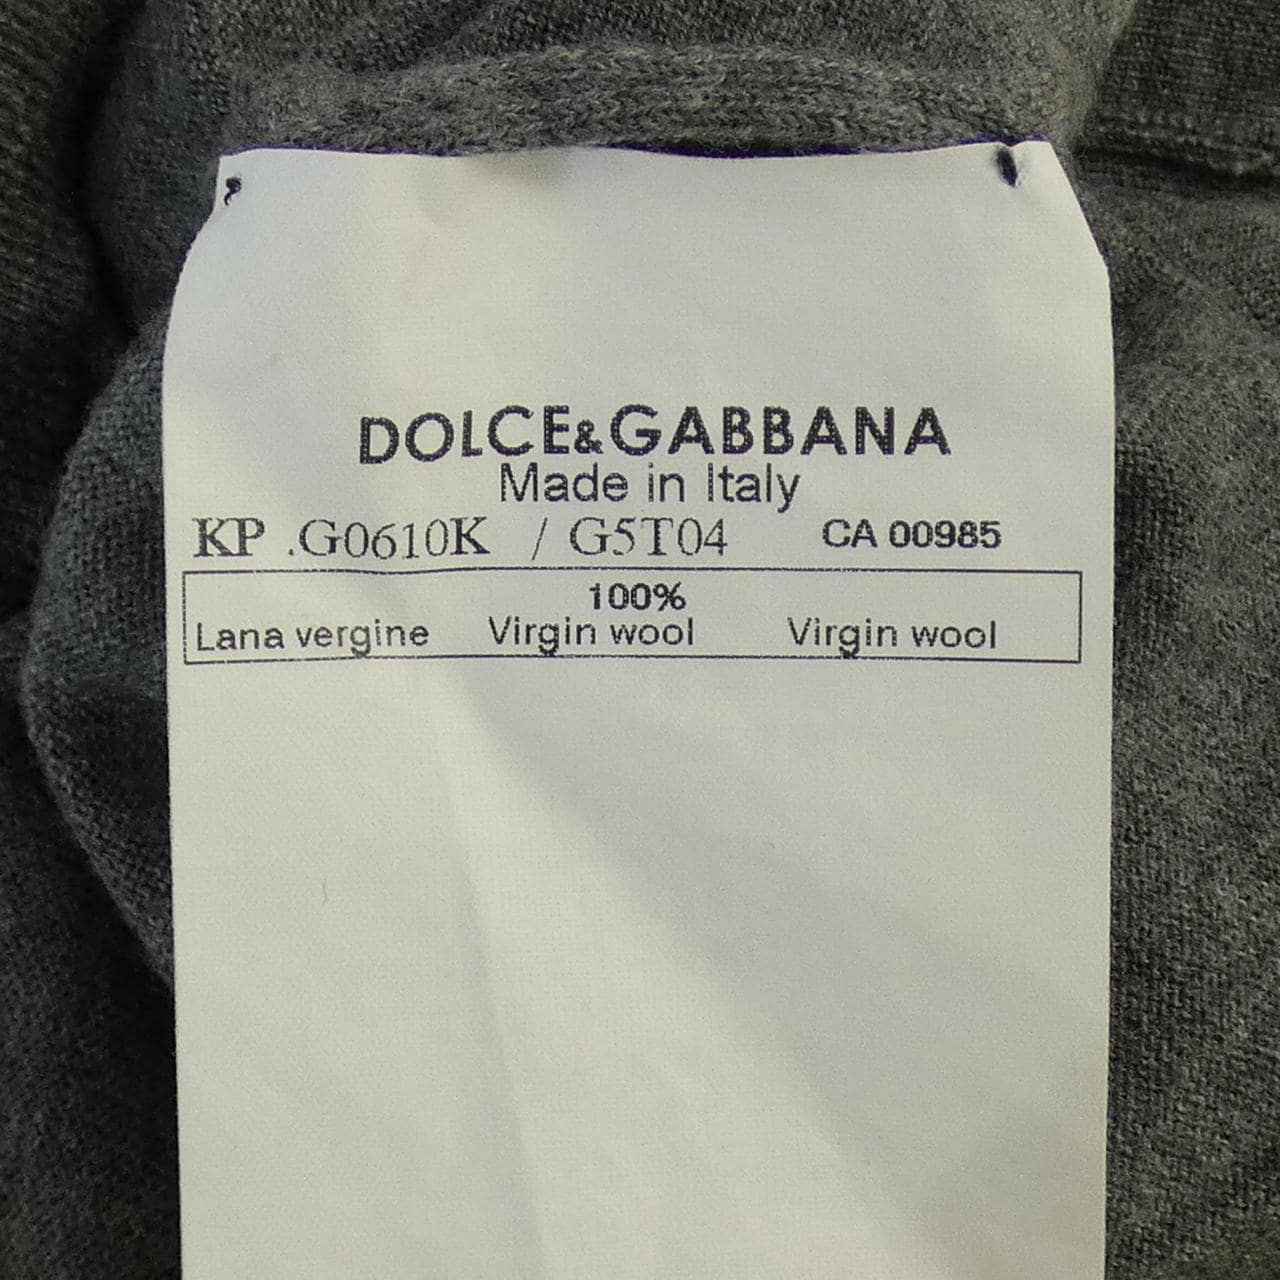 DOLCE&GABBANA
Made in Italy
KP .G0610K / G5T04 CA 00985
100%
Lana vergine Virgin wool Virgin wool